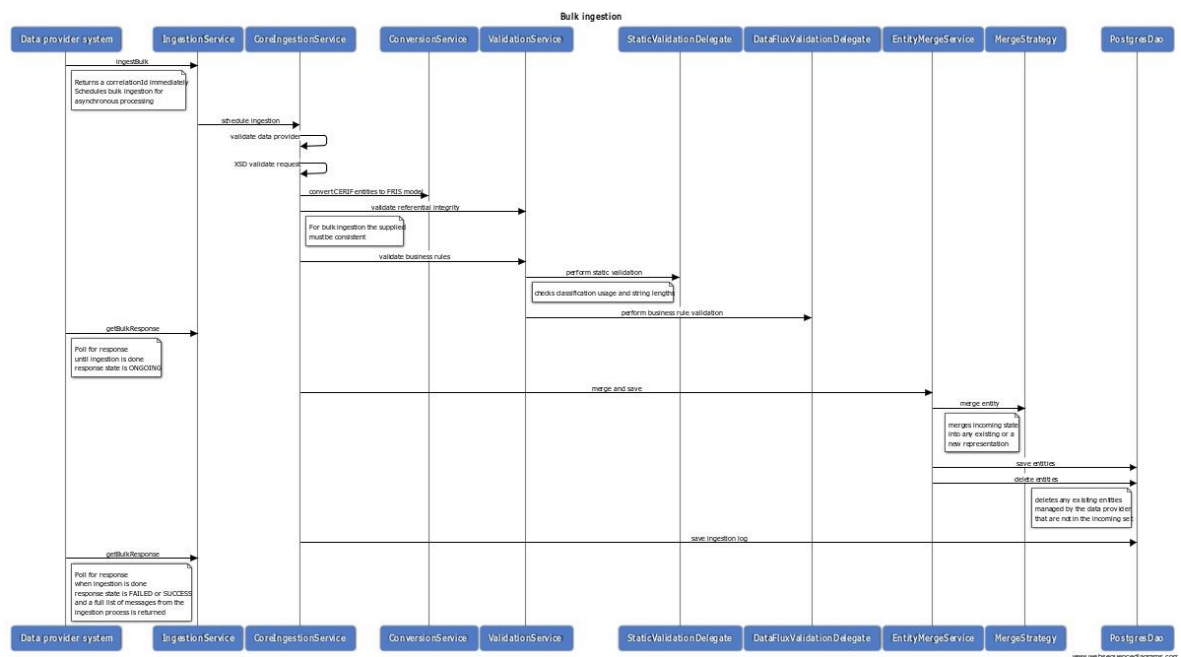 Bulk ingestion
Data provider system
IngestionService
CoreIngestionService
ConversionService
ValidationService
StaticValidationDelegate
DataFluxValidationDelegate
EntityMergeService
MergeStrategy
PostgresDao
ingestBulk
Returns a correlationId immediately
Schedules bulk ingestion for
asynchronous processing
schedule ingestion
validate data provider
XSD validate request
convert CERIF entities to FRIS model
validate referential integrity
For bulk ingestion the supplied
must be consistent
validate business rules
perform static validation
checks classification usage and string lengths
perform business rule validation
getBulkResponse
Poll for response
until ingestion is done
response state is ONGOING
merge and save
merge entity
merges incoming state
into any existing or a
new representation
save entities
delete entities
deletes any existing entities
managed by the data provider
that are not in the incoming set
save ingestion log
getBulkResponse
Poll for response
when ingestion is done
response state is FAILED or SUCCESS
and a full list of messages from the
ingestion process is returned
Data provider system
IngestionService
CoreIngestionService
ConversionService
ValidationService
StaticValidationDelegate
DataFluxValidationDelegate
EntityMergeService
MergeStrategy
PostgresDao
www.websequencediagrams.com